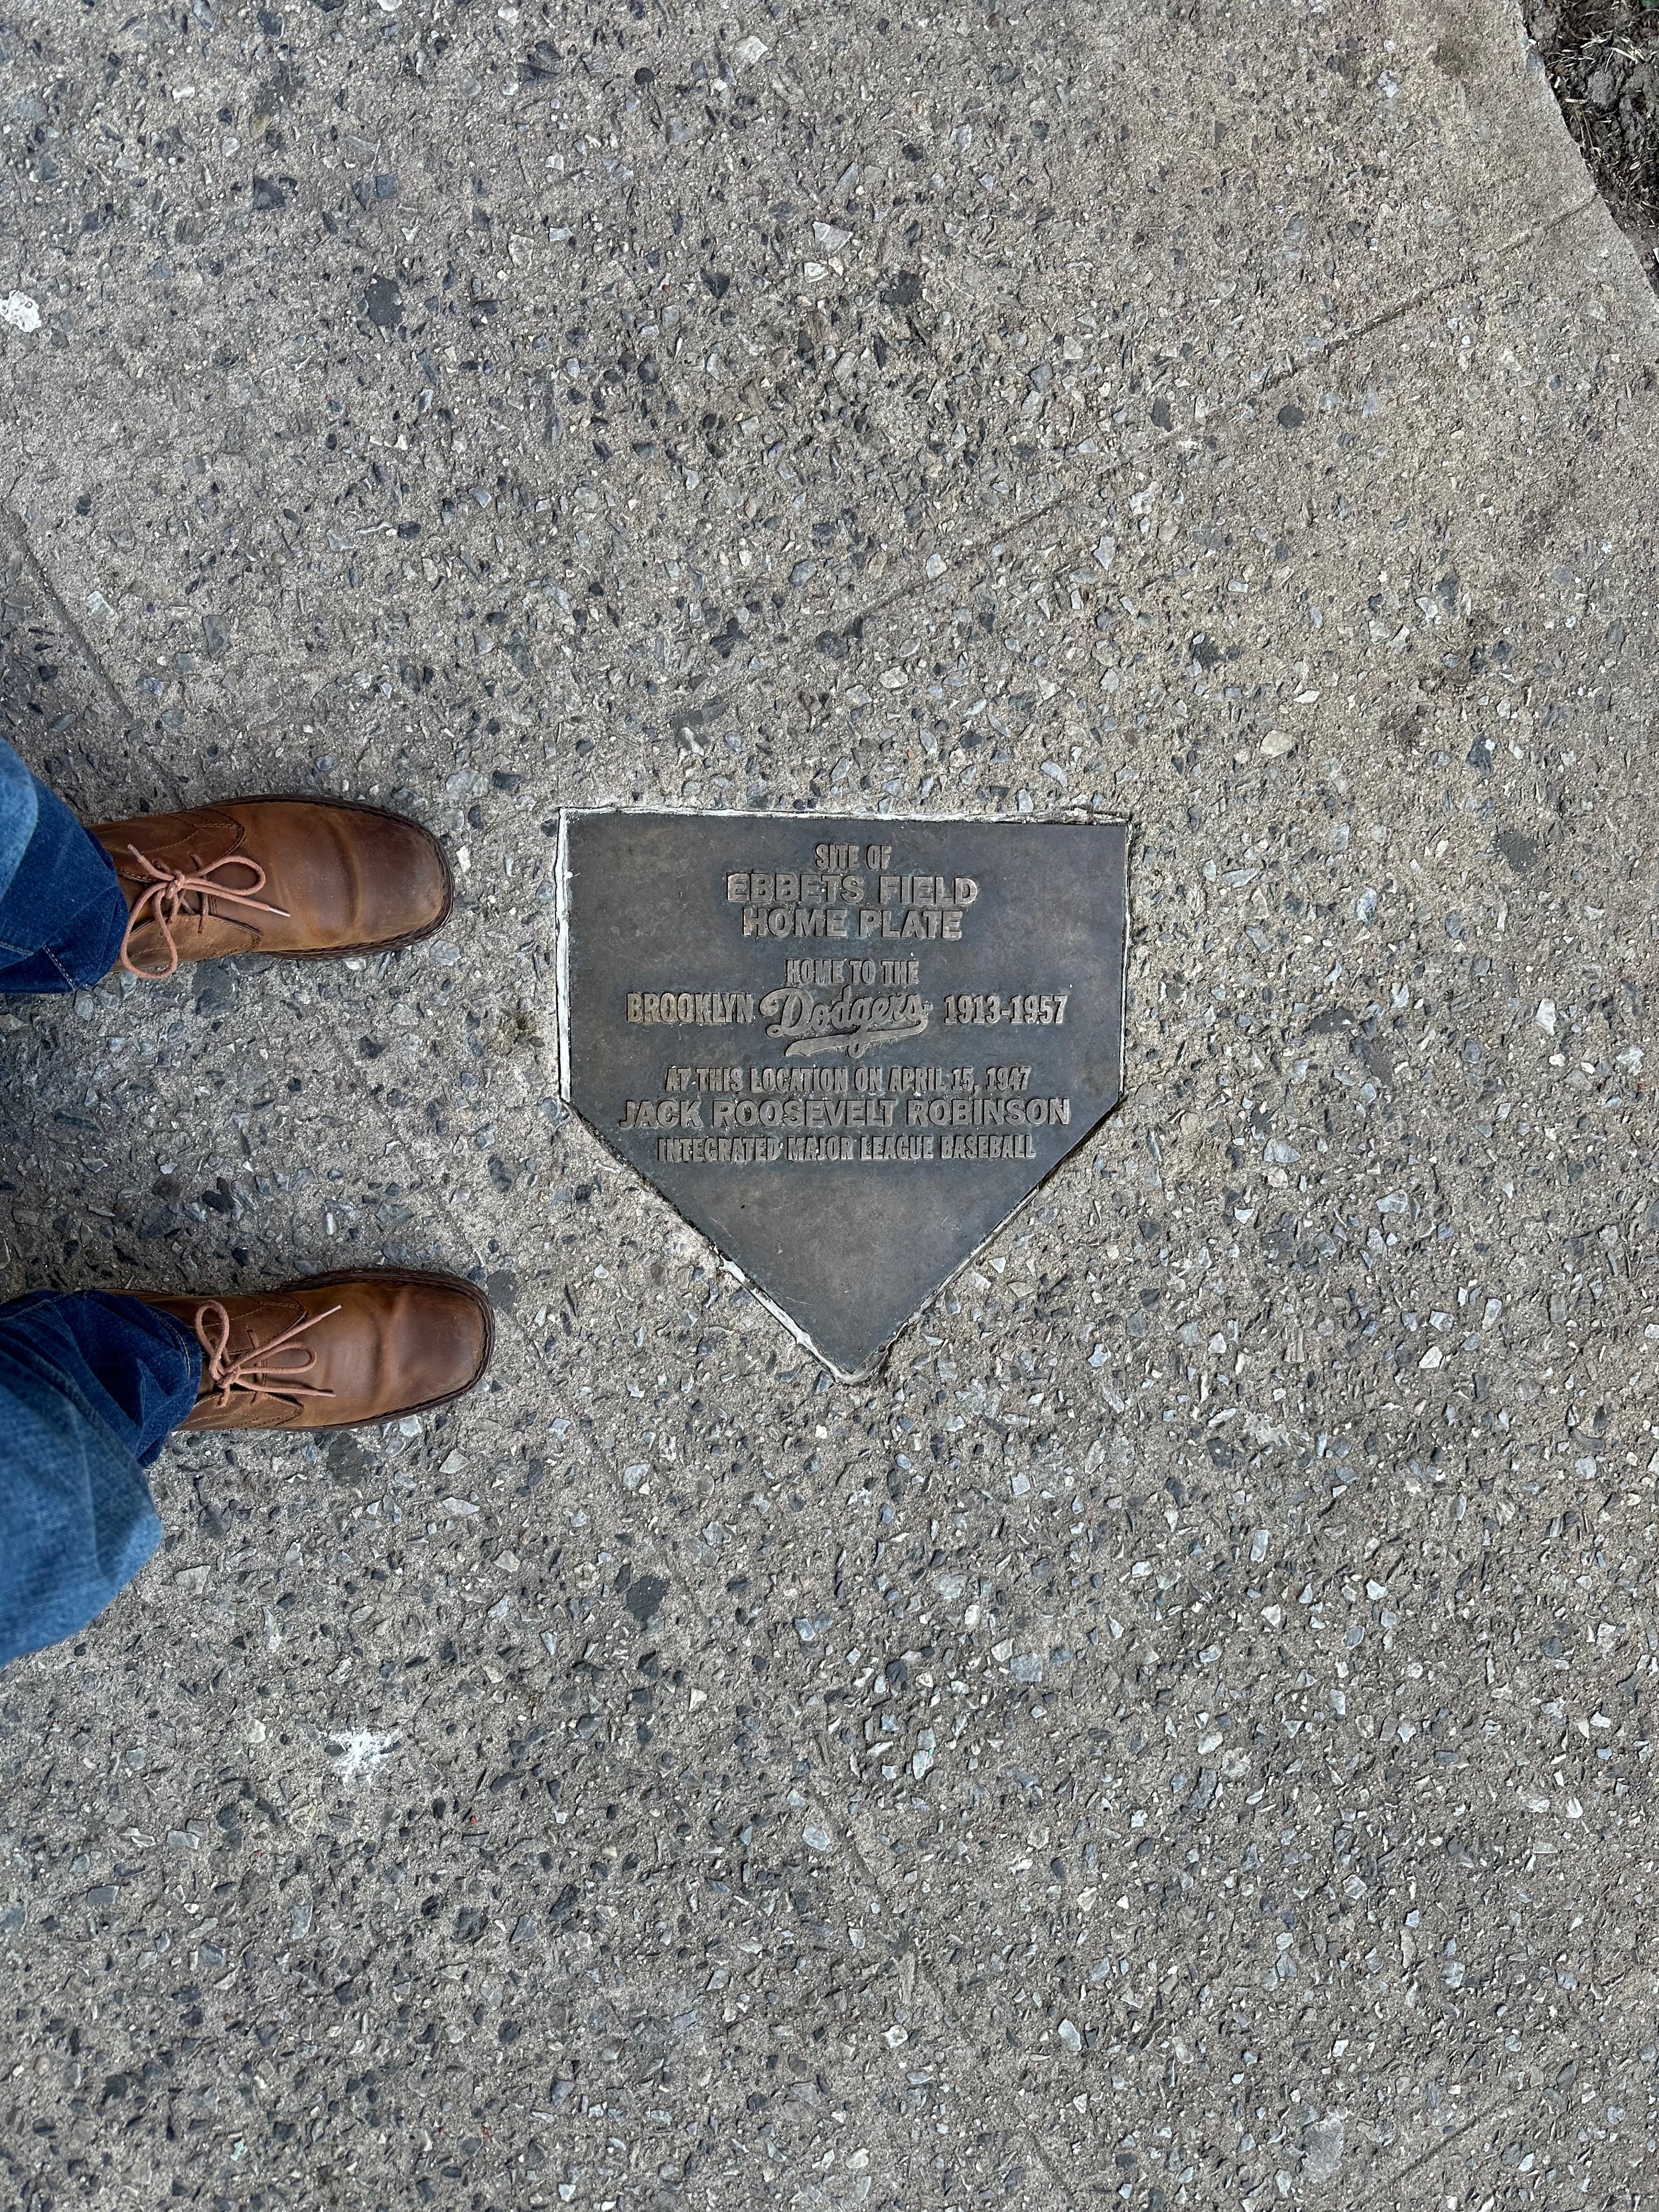 SITE OF
EBBETS FIELD
HOME PLATE
HOME TO THE
BROOKLYN Dodgers 1913-1957
AT THIS LOCATION ON APRIL 15, 1947
JACK ROOSEVELT ROBINSON
INTEGRATED MAJOR LEAGUE BASEBALL